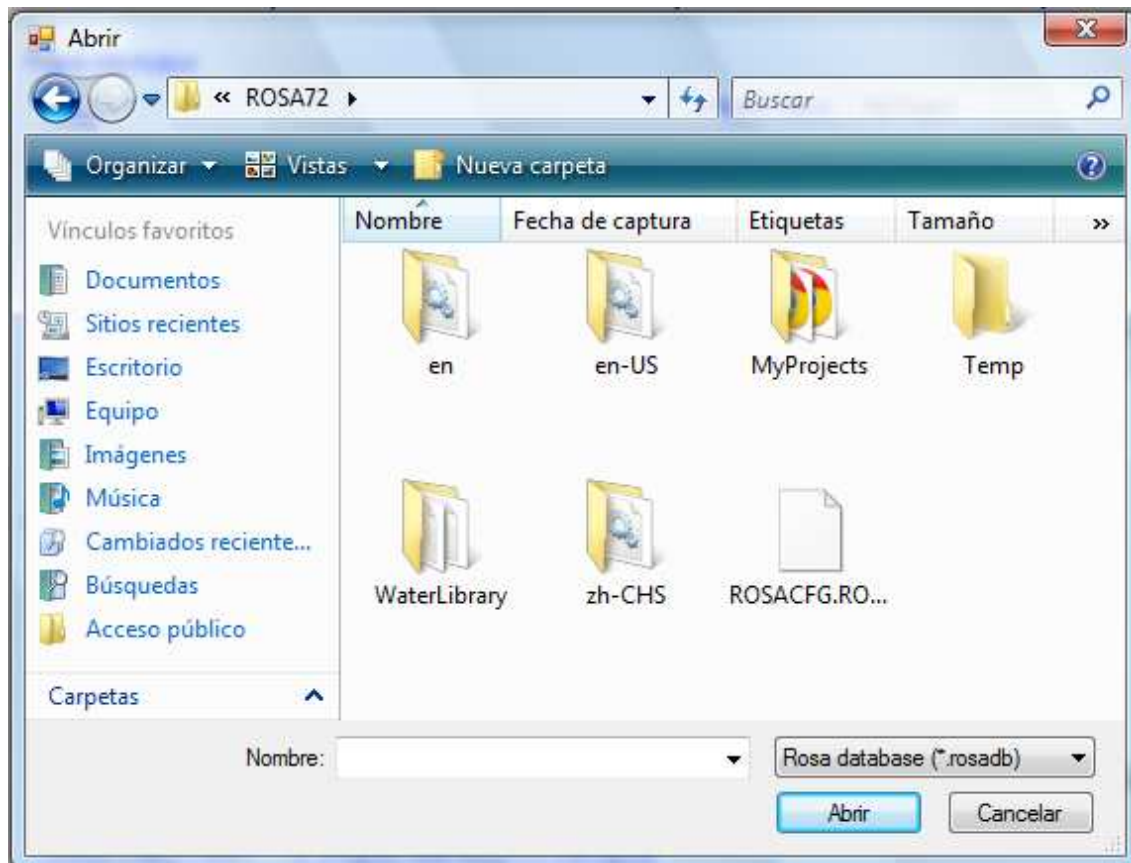 Abrir
« ROSA72
Buscar
Organizar Vistas Nueva carpeta
Vínculos favoritos
Documentos
Sitios recientes
Escritorio
Equipo
Imágenes
Música
Cambiados reciente...
Búsquedas
Acceso público
Carpetas
Nombre Fecha de captura Etiquetas Tamaño »
en en-US MyProjects Temp
WaterLibrary zh-CHS ROSACFG.RO...
Nombre: Rosa database (*.rosadb)
Abrir Cancelar